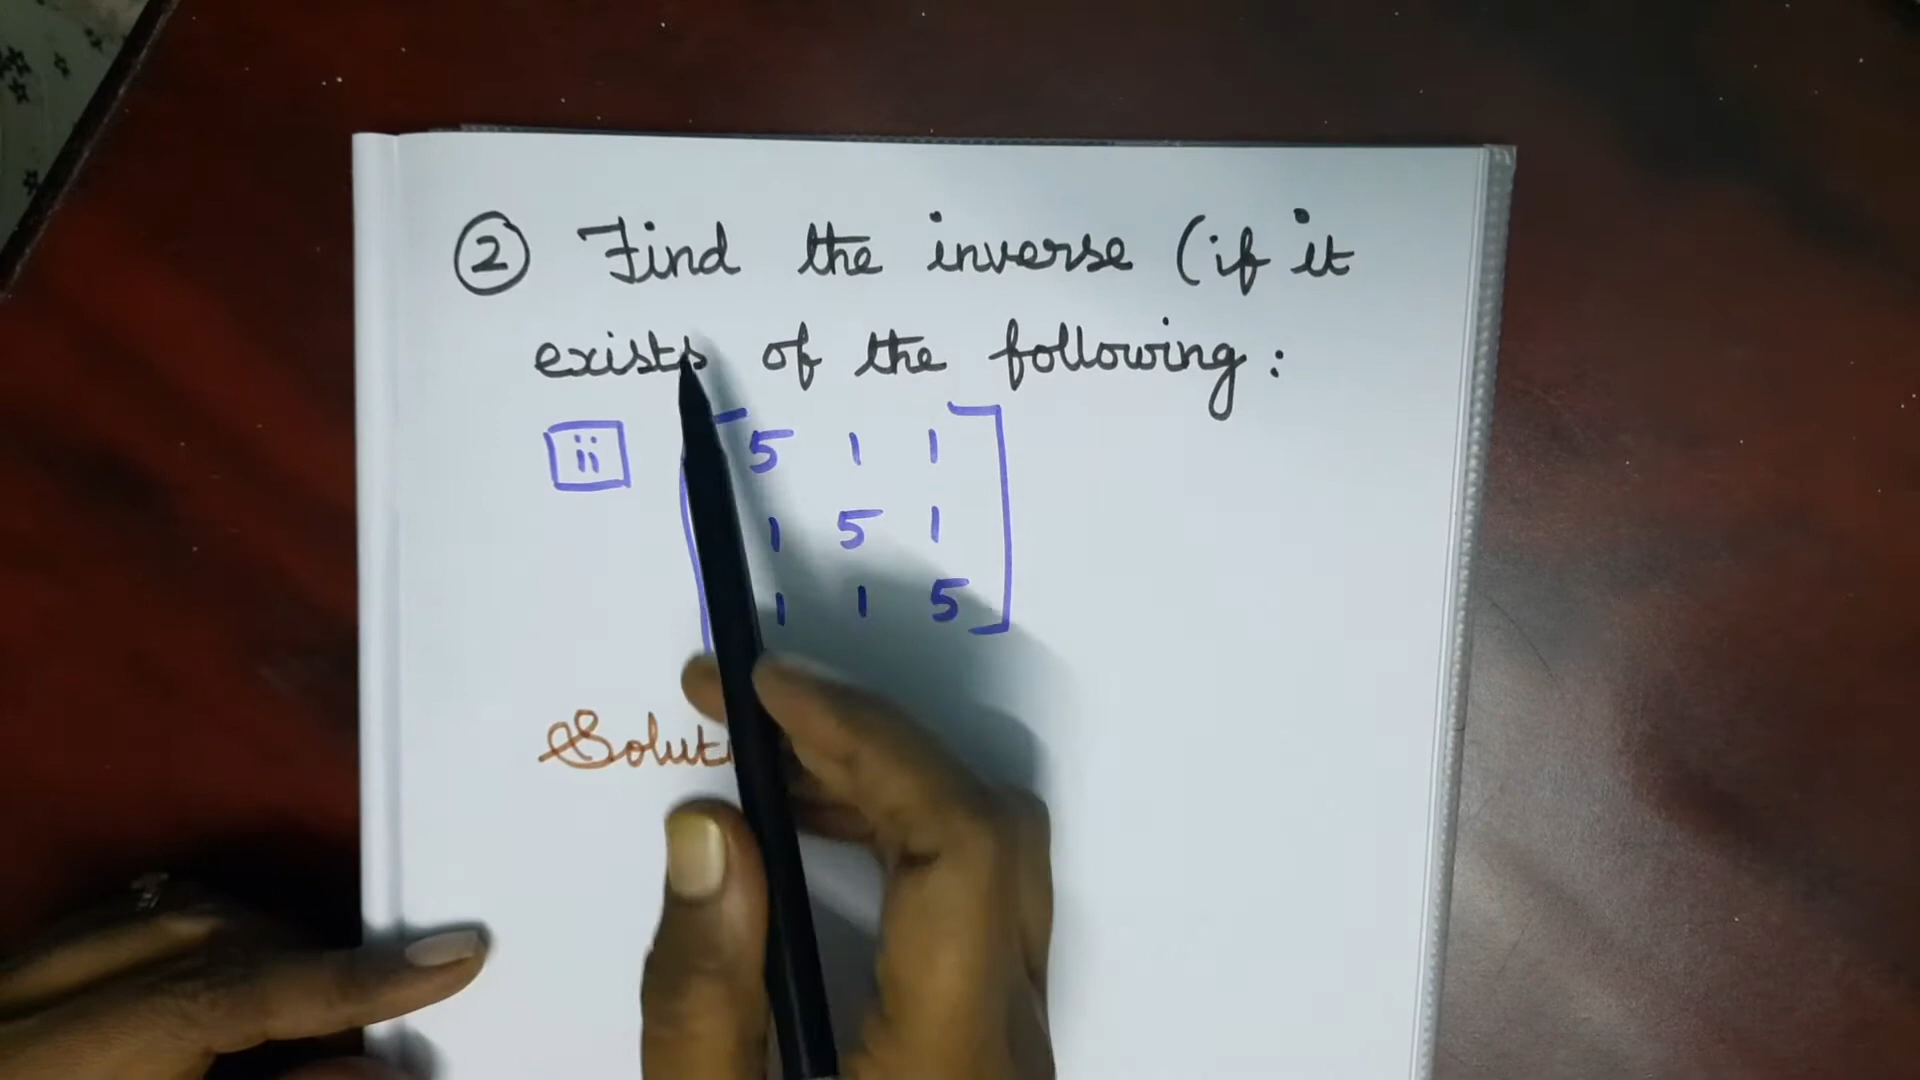 ② Find the inverse (if it
exists of the following:
ii 5 1 1
1 5 1
1 1 5